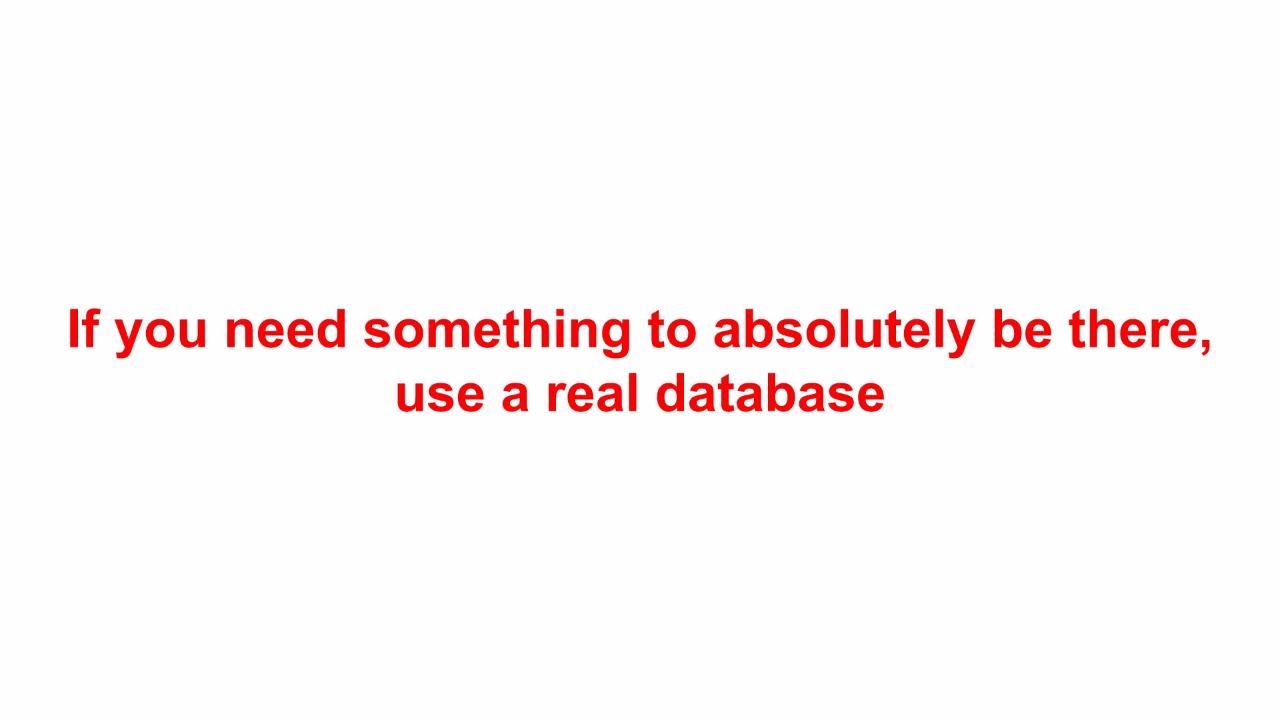 If you need something to absolutely be there,
use a real database